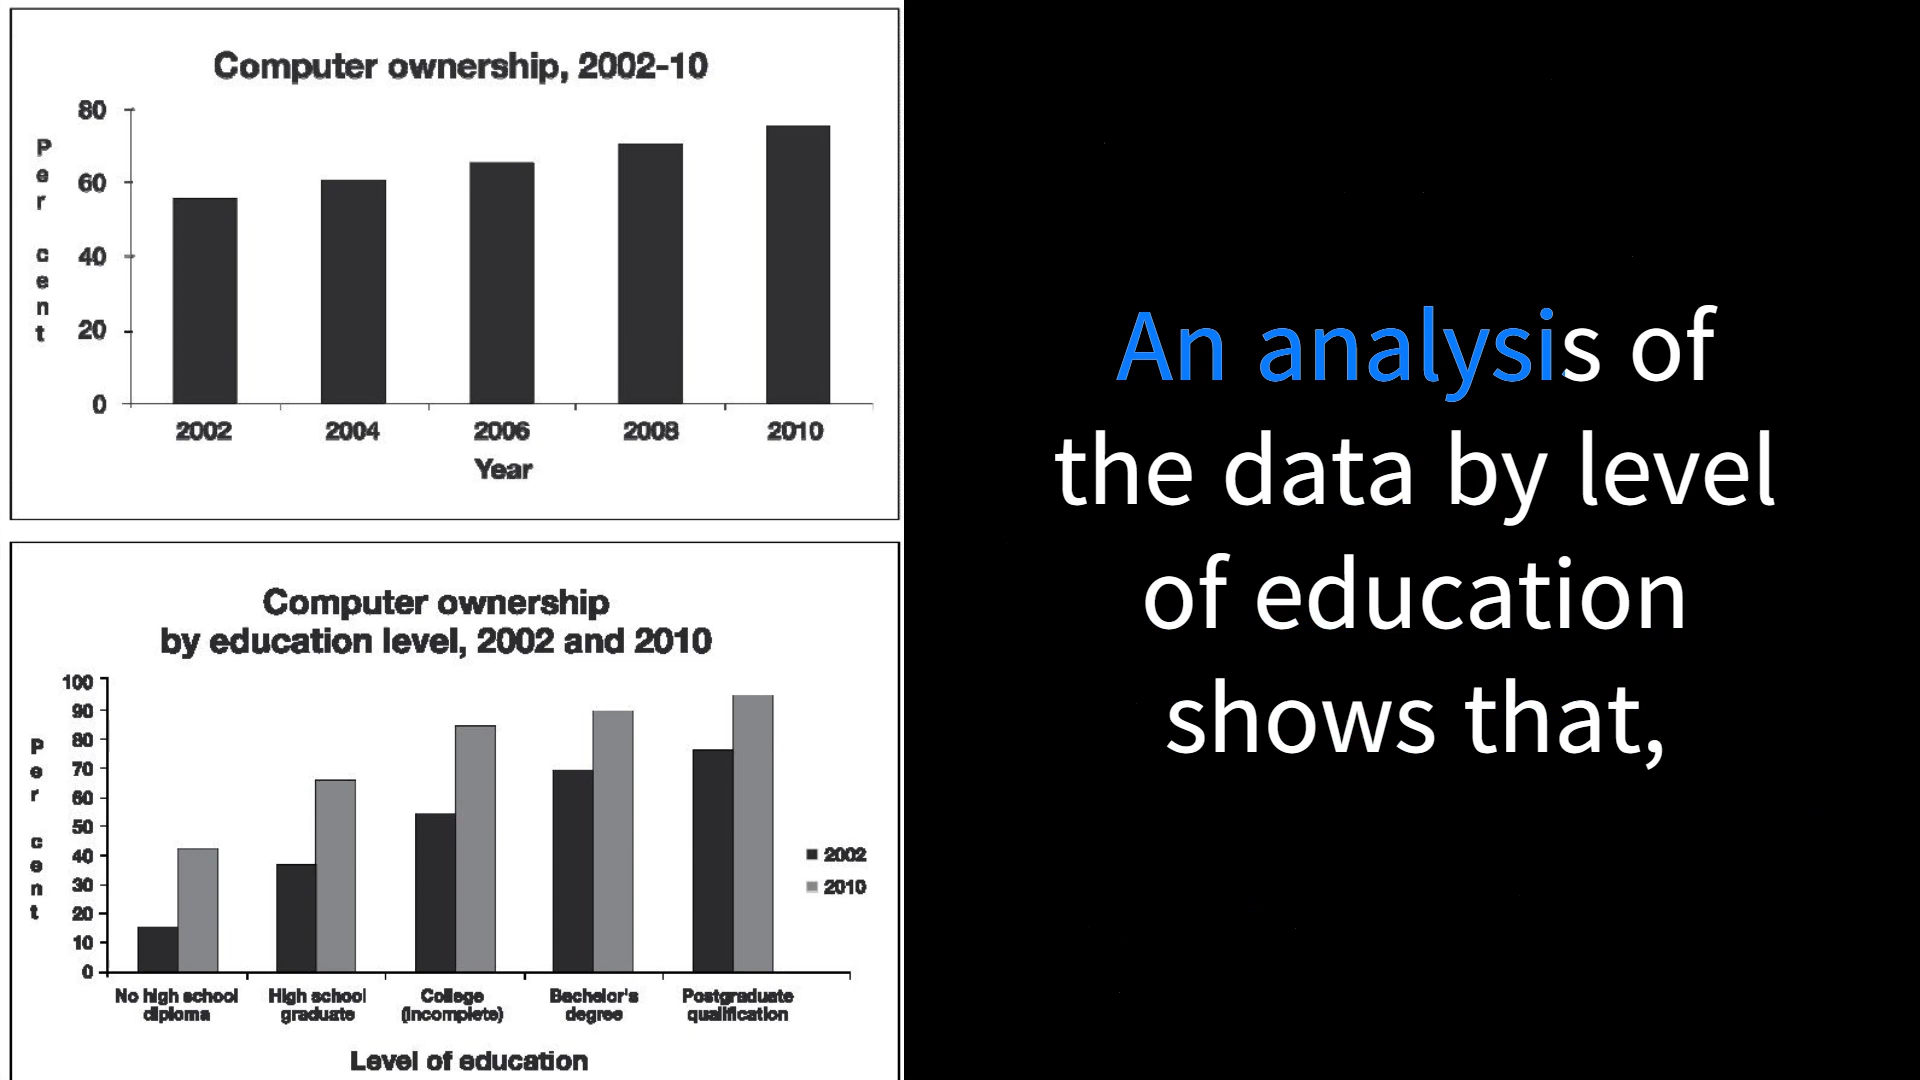 Computer ownership, 2002-10
80
60
40
20
0
Per cent
2002 2004 2006 2008 2010
Year
Computer ownership
by education level, 2002 and 2010
100
90
80
70
60
50
40
30
20
10
0
Per cent
2002
2010
No high school diploma
High school graduate
College (incomplete)
Bachelor's degree
Postgraduate qualification
Level of education
An analysis of
the data by level
of education
shows that,